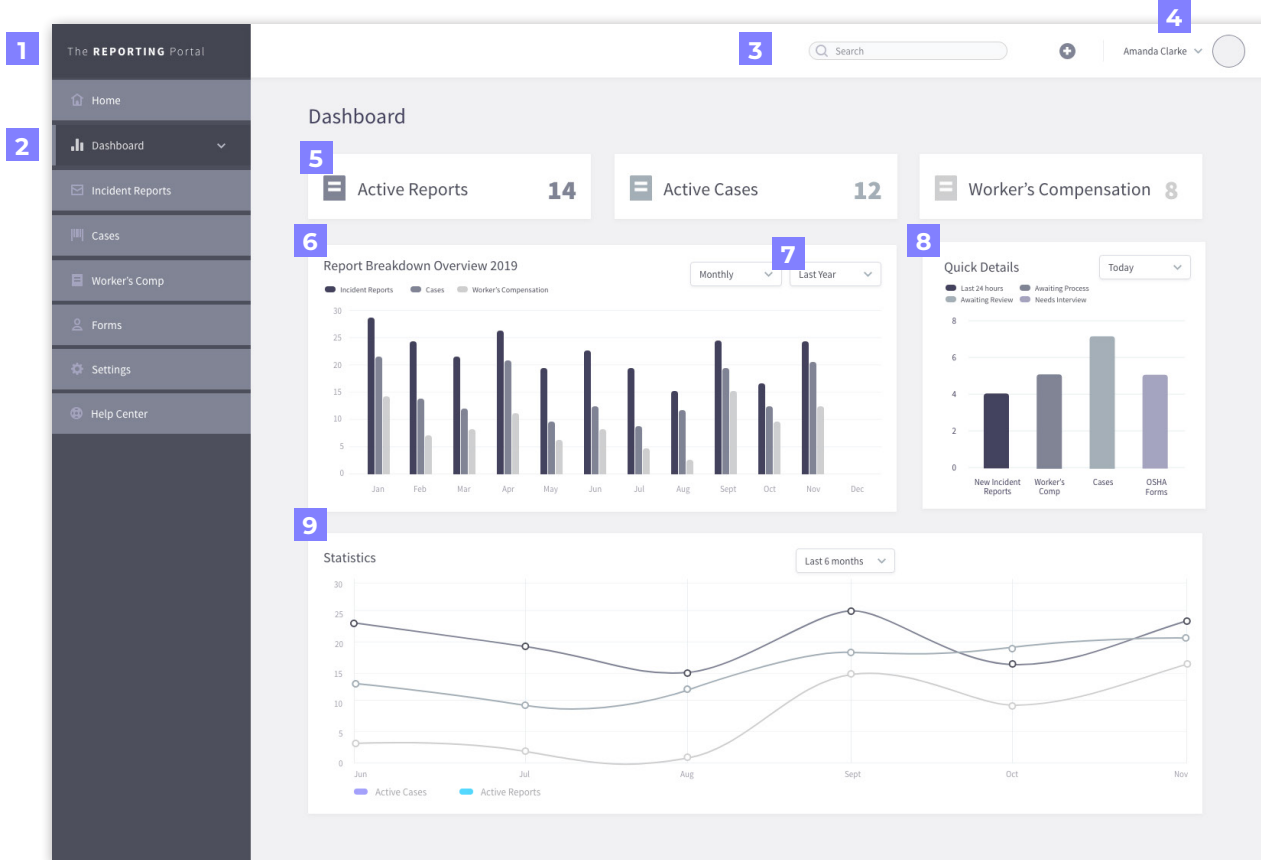 4
1
The REPORTING Portal
3
Search
Amanda Clarke
Home
Dashboard
2
Dashboard
Incident Reports
Cases
Worker's Comp
Forms
Settings
Help Center
5
Active Reports 14
Active Cases 12
Worker's Compensation 8
6
Report Breakdown Overview 2019
Monthly
7
Last Year
Incident Reports Cases Worker's Compensation
30
25
20
15
10
5
0
Jan Feb Mar Apr May Jun Jul Aug Sept Oct Nov Dec
8
Quick Details
Today
Last 24 hours Awaiting Process
Awaiting Review Needs Interview
8
6
4
2
0
New Incident Reports
Worker's Comp
Cases
OSHA Forms
9
Statistics
Last 6 months
30
25
20
15
10
5
0
Jun Jul Aug Sept Oct Nov
Active Cases Active Reports